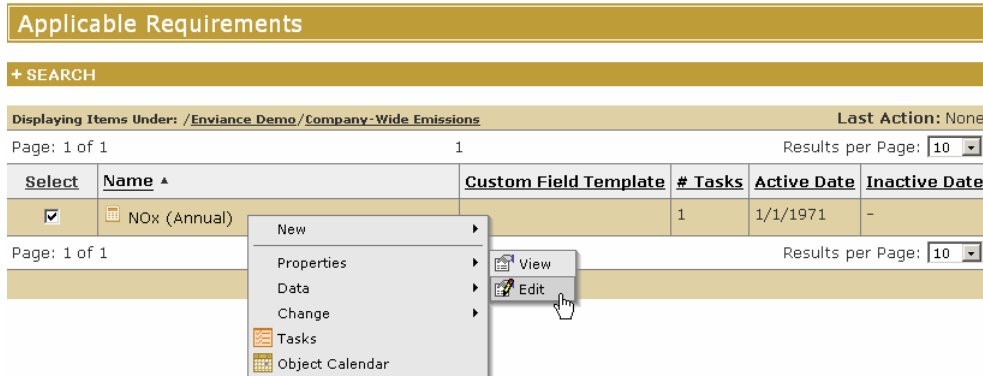 Applicable Requirements
+ SEARCH
Displaying Items Under: /Enviance Demo/Company-Wide Emissions Last Action: None
Page: 1 of 1 1 Results per Page: 10
Select Name Custom Field Template # Tasks Active Date Inactive Date
NOx (Annual) 1 1/1/1971 -
New
Page: 1 of 1 Results per Page: 10
Properties View
Data Edit
Change
Tasks
Object Calendar